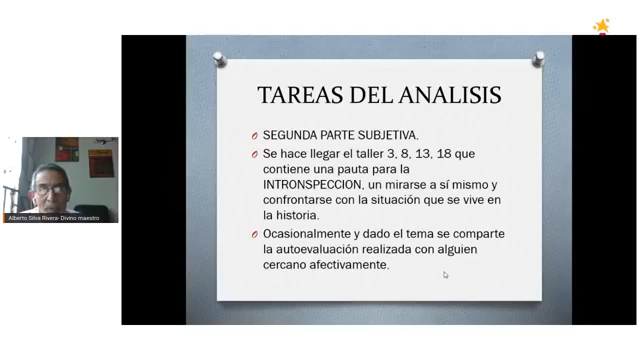 TAREAS DEL ANALISIS
SEGUNDA PARTE SUBJETIVA.
Se hace llegar el taller 3, 8, 13, 18 que
contiene una pauta para la
INTRONSPECCION, un mirarse a sí mismo y
confrontarse con la situación que se vive en
la historia.
Ocasionalmente y dado el tema se comparte
la autoevaluación realizada con alguien
cercano afectivamente.
Alberto Silva Rivera- Divino maestro